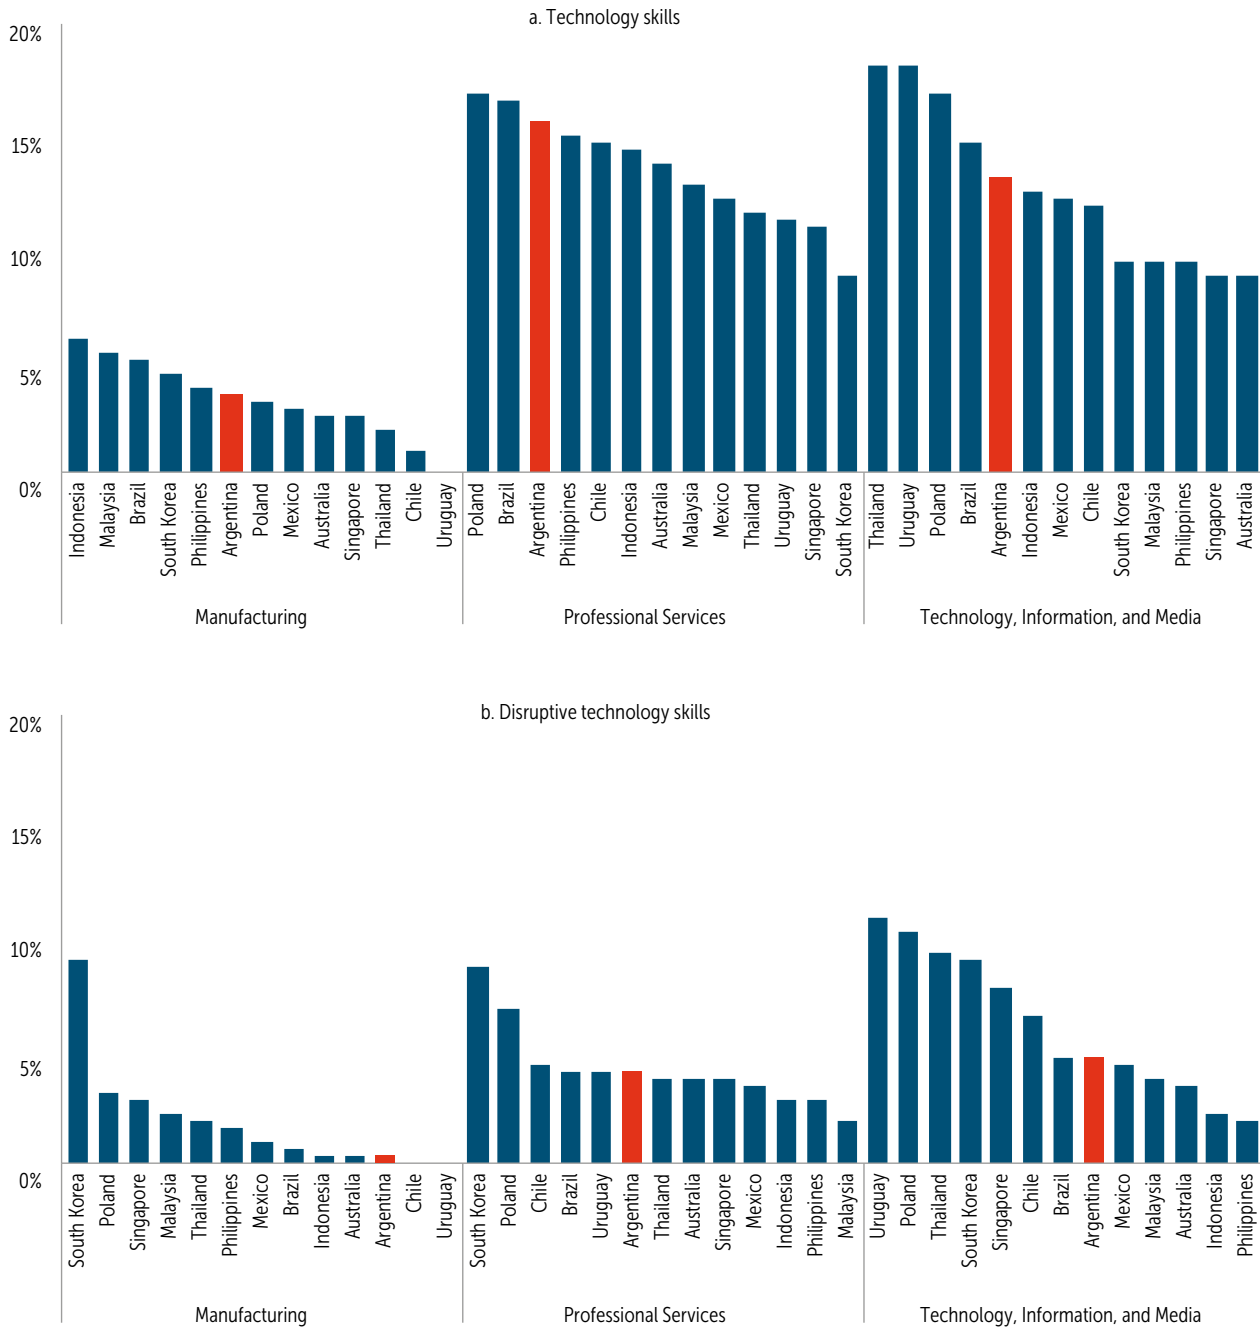 a. Technology skills
20%
15%
10%
5%
0%
Indonesia
Malaysia
Brazil
South Korea
Philippines
Argentina
Poland
Mexico
Australia
Singapore
Thailand
Chile
Uruguay
Poland
Brazil
Argentina
Philippines
Chile
Indonesia
Australia
Malaysia
Mexico
Thailand
Uruguay
Singapore
South Korea
Thailand
Uruguay
Poland
Brazil
Argentina
Indonesia
Mexico
Chile
South Korea
Malaysia
Philippines
Singapore
Australia
Manufacturing
Professional Services
Technology, Information, and Media
b. Disruptive technology skills
20%
15%
10%
5%
0%
South Korea
Poland
Singapore
Malaysia
Thailand
Philippines
Mexico
Brazil
Indonesia
Australia
Argentina
Chile
Uruguay
South Korea
Poland
Chile
Brazil
Uruguay
Argentina
Thailand
Australia
Singapore
Mexico
Indonesia
Philippines
Malaysia
Uruguay
Poland
Thailand
South Korea
Singapore
Chile
Brazil
Argentina
Mexico
Malaysia
Australia
Indonesia
Philippines
Manufacturing
Professional Services
Technology, Information, and Media